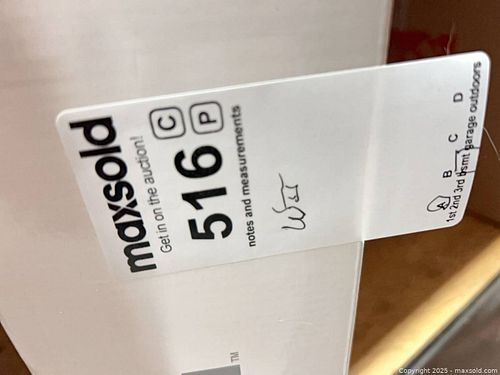 maxsold
Get in on the auction!
516 C P
notes and measurements
A B C D
1st 2nd 3rd bsmt garage outdoors
TM
Copyright © 2025 - maxsold.com